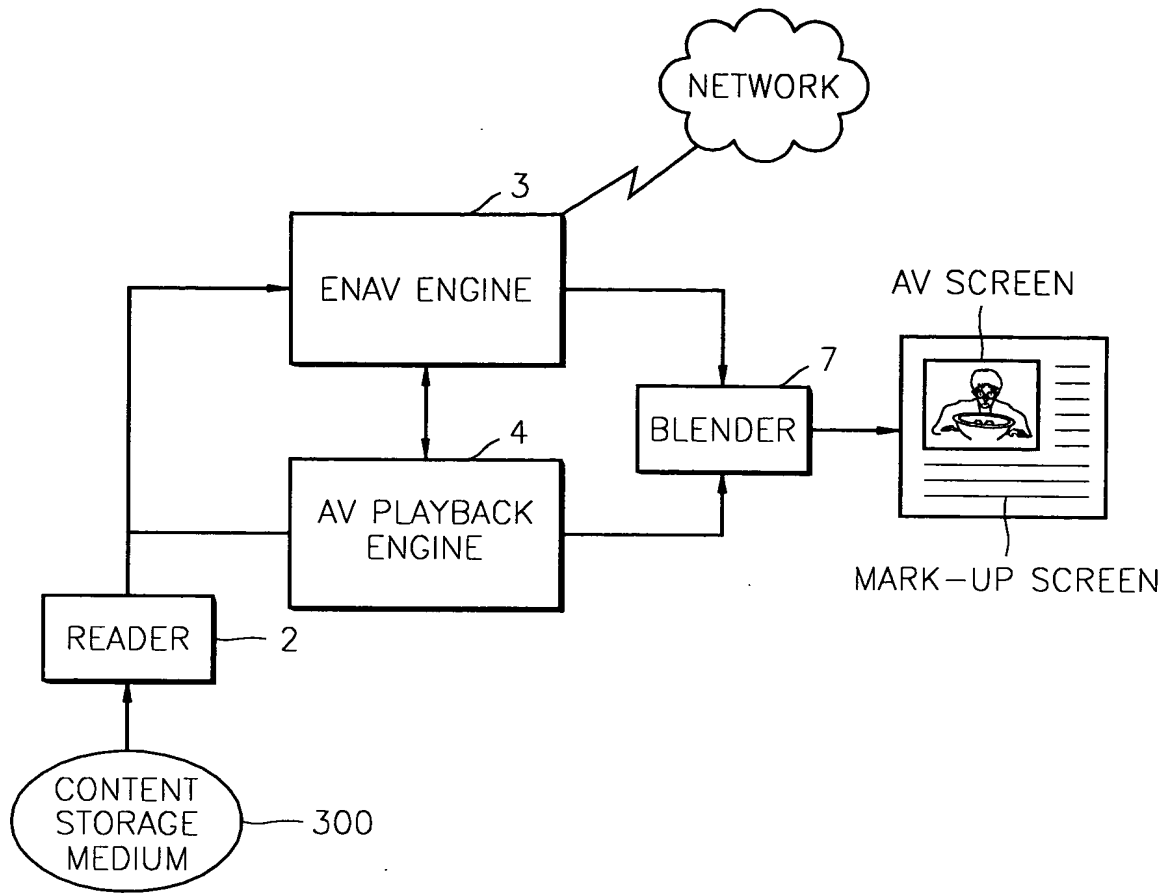 NETWORK
3
ENAV ENGINE
AV SCREEN
7
BLENDER
4
AV PLAYBACK
ENGINE
MARK-UP SCREEN
READER
2
CONTENT
STORAGE
MEDIUM
300